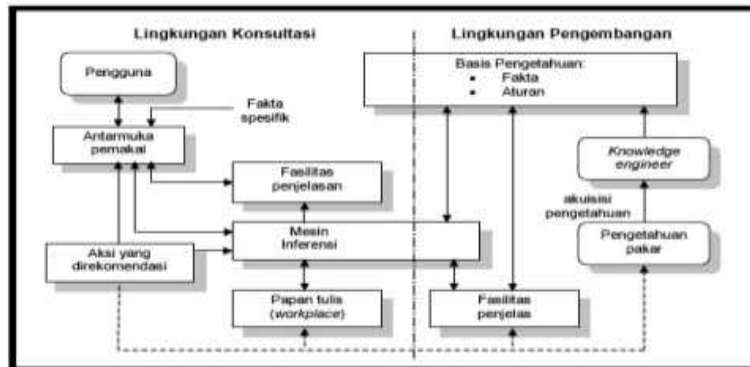 Lingkungan Konsultasi
Lingkungan Pengembangan
Pengguna
Basis Pengetahuan:
• Fakta
• Aturan
Fakta
spesifik
Antarmuka
pemakai
Knowledge
engineer
Fasilitas
penjelasan
akuisisi
pengetahuan
Mesin
Inferensi
Pengetahuan
pakar
Aksi yang
direkomendasi
Papan tulis
(workplace)
Fasilitas
penjelas